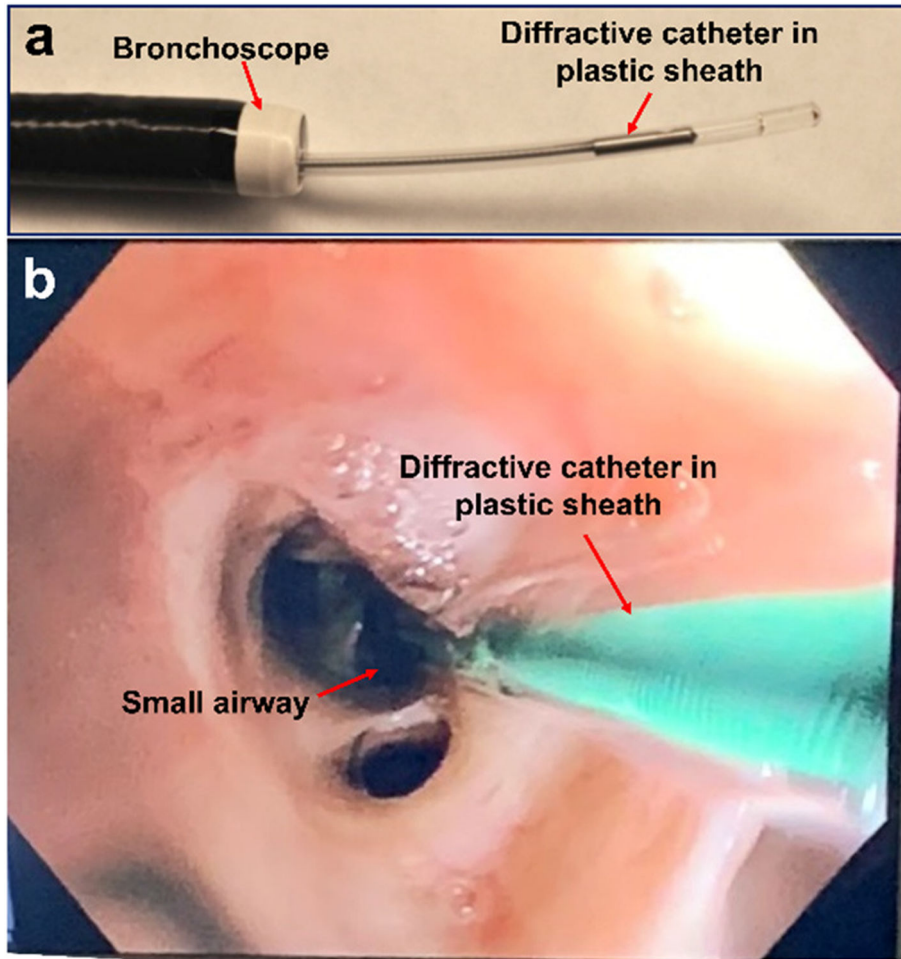 a
Bronchoscope
Diffractive catheter in
plastic sheath
b
Diffractive catheter in
plastic sheath
Small airway